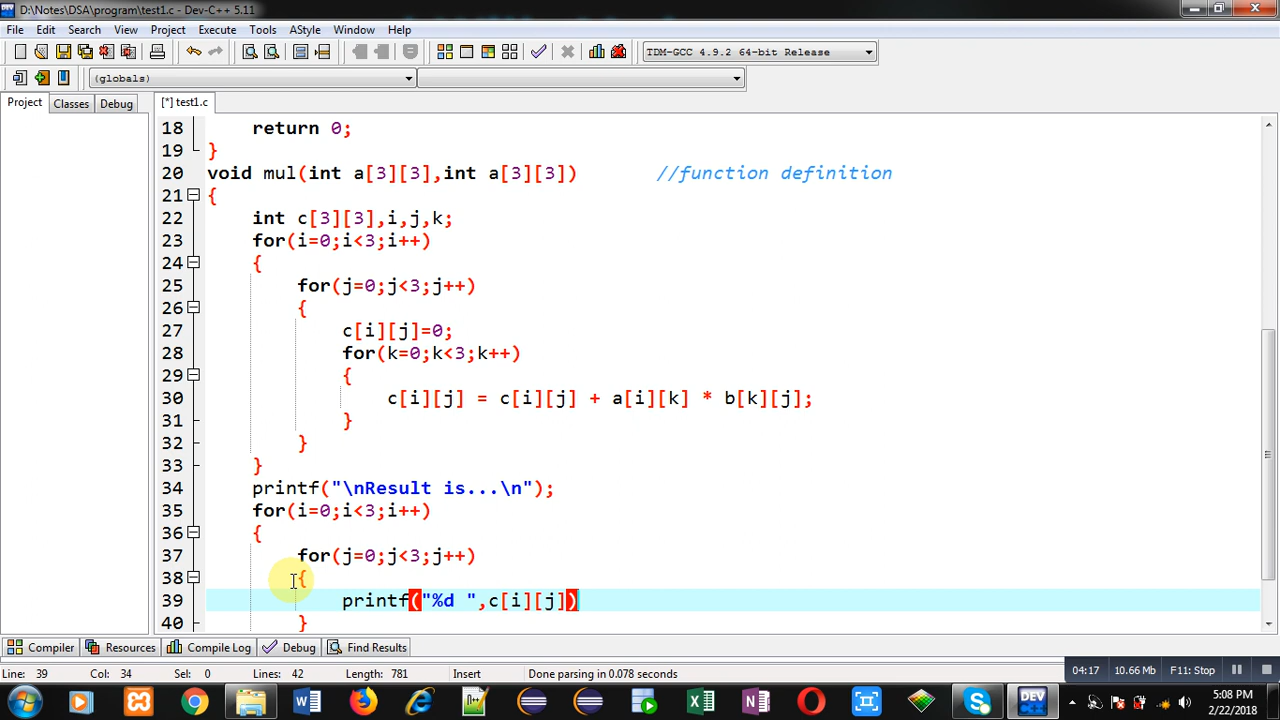 D:\Notes\DSA\program\test1.c - Dev-C++ 5.11
File Edit Search View Project Execute Tools AStyle Window Help
TDM-GCC 4.9.2 64-bit Release
(globals)
Project Classes Debug [*] test1.c
18 return 0;
19 }
20 void mul(int a[3][3],int a[3][3]) //function definition
21 {
22 int c[3][3],i,j,k;
23 for(i=0;i<3;i++)
24 {
25 for(j=0;j<3;j++)
26 {
27 c[i][j]=0;
28 for(k=0;k<3;k++)
29 {
30 c[i][j] = c[i][j] + a[i][k] * b[k][j];
31 }
32 }
33 }
34 printf("\nResult is...\n");
35 for(i=0;i<3;i++)
36 {
37 for(j=0;j<3;j++)
38 {
39 printf("%d ",c[i][j])
40 }
Compiler Resources Compile Log Debug Find Results
Line: 39 Col: 34 Sel: 0 Lines: 42 Length: 781 Insert Done parsing in 0.078 seconds
04:17 10.66 Mb F11: Stop
5:08 PM
2/22/2018